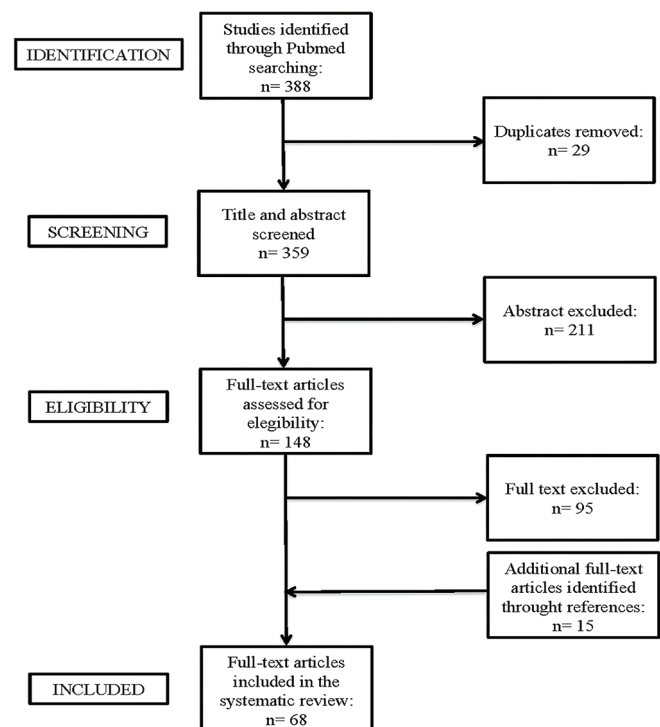 IDENTIFICATION
Studies identified
through Pubmed
searching:
n= 388
Duplicates removed:
n= 29
SCREENING
Title and abstract
screened
n= 359
Abstract excluded:
n= 211
ELIGIBILITY
Full-text articles
assessed for
elegibility:
n= 148
Full text excluded:
n= 95
Additional full-text
articles identified
throught references:
n= 15
INCLUDED
Full-text articles
included in the
systematic review:
n= 68